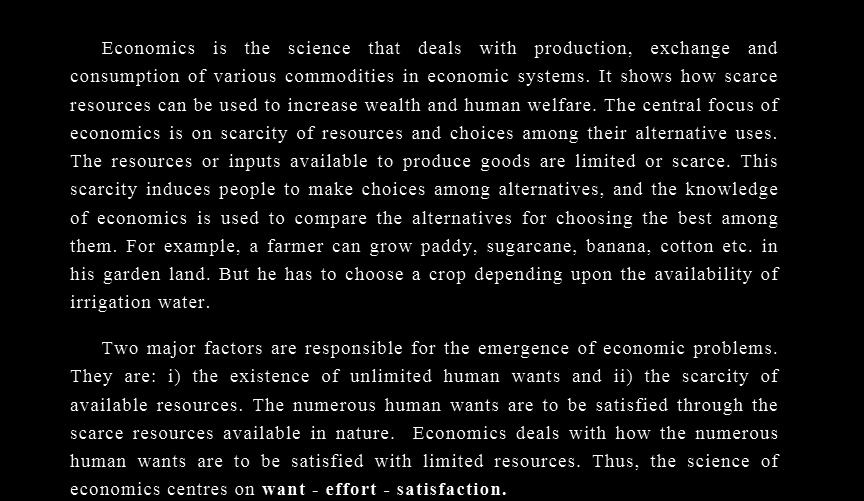 Economics is the science that deals with production, exchange and
consumption of various commodities in economic systems. It shows how scarce
resources can be used to increase wealth and human welfare. The central focus of
economics is on scarcity of resources and choices among their alternative uses.
The resources or inputs available to produce goods are limited or scarce. This
scarcity induces people to make choices among alternatives, and the knowledge
of economics is used to compare the alternatives for choosing the best among
them. For example, a farmer can grow paddy, sugarcane, banana, cotton etc. in
his garden land. But he has to choose a crop depending upon the availability of
irrigation water.
Two major factors are responsible for the emergence of economic problems.
They are: i) the existence of unlimited human wants and ii) the scarcity of
available resources. The numerous human wants are to be satisfied through the
scarce resources available in nature. Economics deals with how the numerous
human wants are to be satisfied with limited resources. Thus, the science of
economics centres on want - effort - satisfaction.